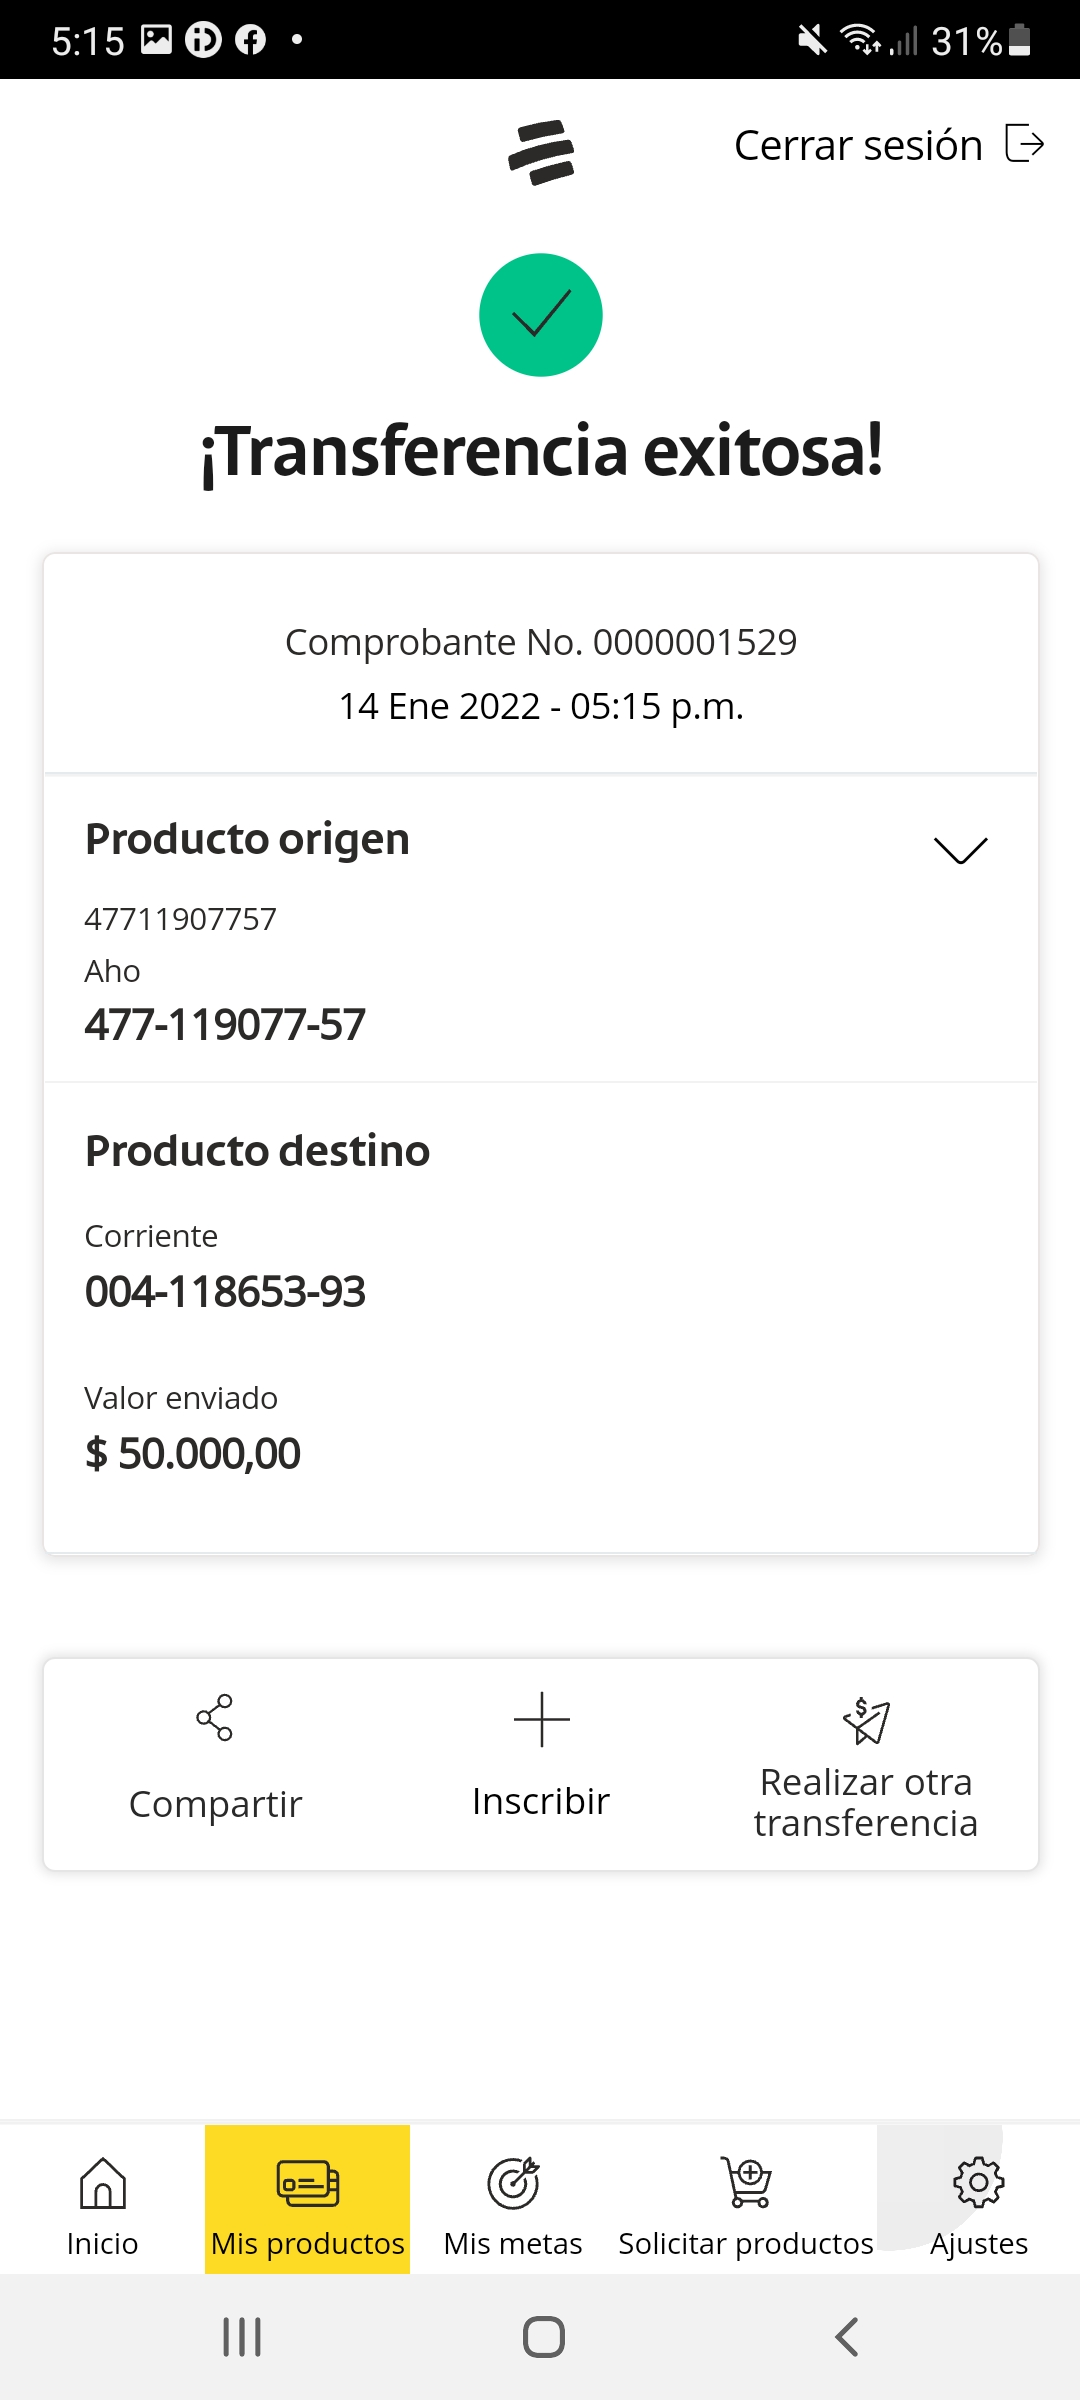 5:15
31%
Cerrar sesión
¡Transferencia exitosa!
Comprobante No. 0000001529
14 Ene 2022 - 05:15 p.m.
Producto origen
47711907757
Aho
477-119077-57
Producto destino
Corriente
004-118653-93
Valor enviado
$ 50.000,00
Compartir
Inscribir
Realizar otra
transferencia
Inicio
Mis productos
Mis metas
Solicitar productos
Ajustes